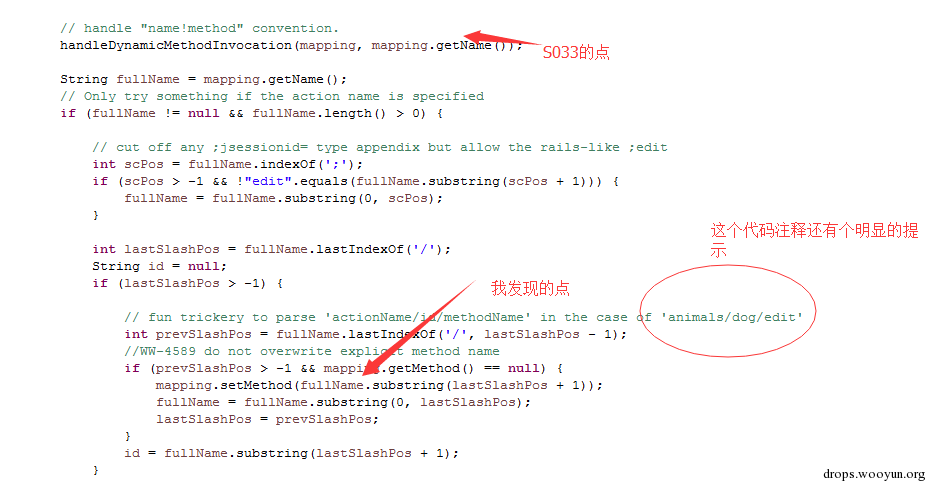 // handle "name!method" convention.
handleDynamicMethodInvocation(mapping, mapping.getName());
S033的点
String fullName = mapping.getName();
// Only try something if the action name is specified
if (fullName != null && fullName.length() > 0) {
// cut off any ;jsessionid= type appendix but allow the rails-like ;edit
int scPos = fullName.indexOf(';');
if (scPos > -1 && !"edit".equals(fullName.substring(scPos + 1))) {
fullName = fullName.substring(0, scPos);
}
这个代码注释还有个明显的提
示
int lastSlashPos = fullName.lastIndexOf('/');
String id = null;
if (lastSlashPos > -1) {
我发现的点
// fun trickery to parse 'actionName/id/methodName' in the case of 'animals/dog/edit'
int prevSlashPos = fullName.lastIndexOf('/', lastSlashPos - 1);
//WW-4589 do not overwrite explicit method name
if (prevSlashPos > -1 && mapping.getMethod() == null) {
mapping.setMethod(fullName.substring(lastSlashPos + 1));
fullName = fullName.substring(0, lastSlashPos);
lastSlashPos = prevSlashPos;
}
id = fullName.substring(lastSlashPos + 1);
}
drops.wooyun.org